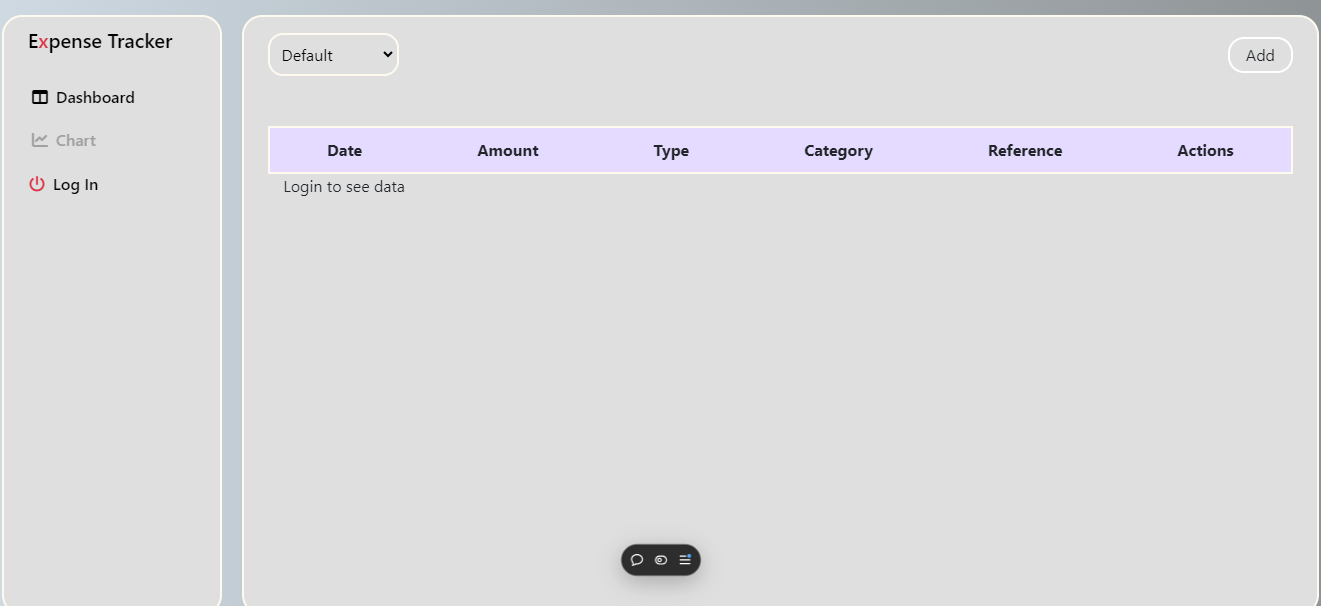 Expense Tracker
Dashboard
Chart
Log In
Default
Add
Date Amount Type Category Reference Actions
Login to see data